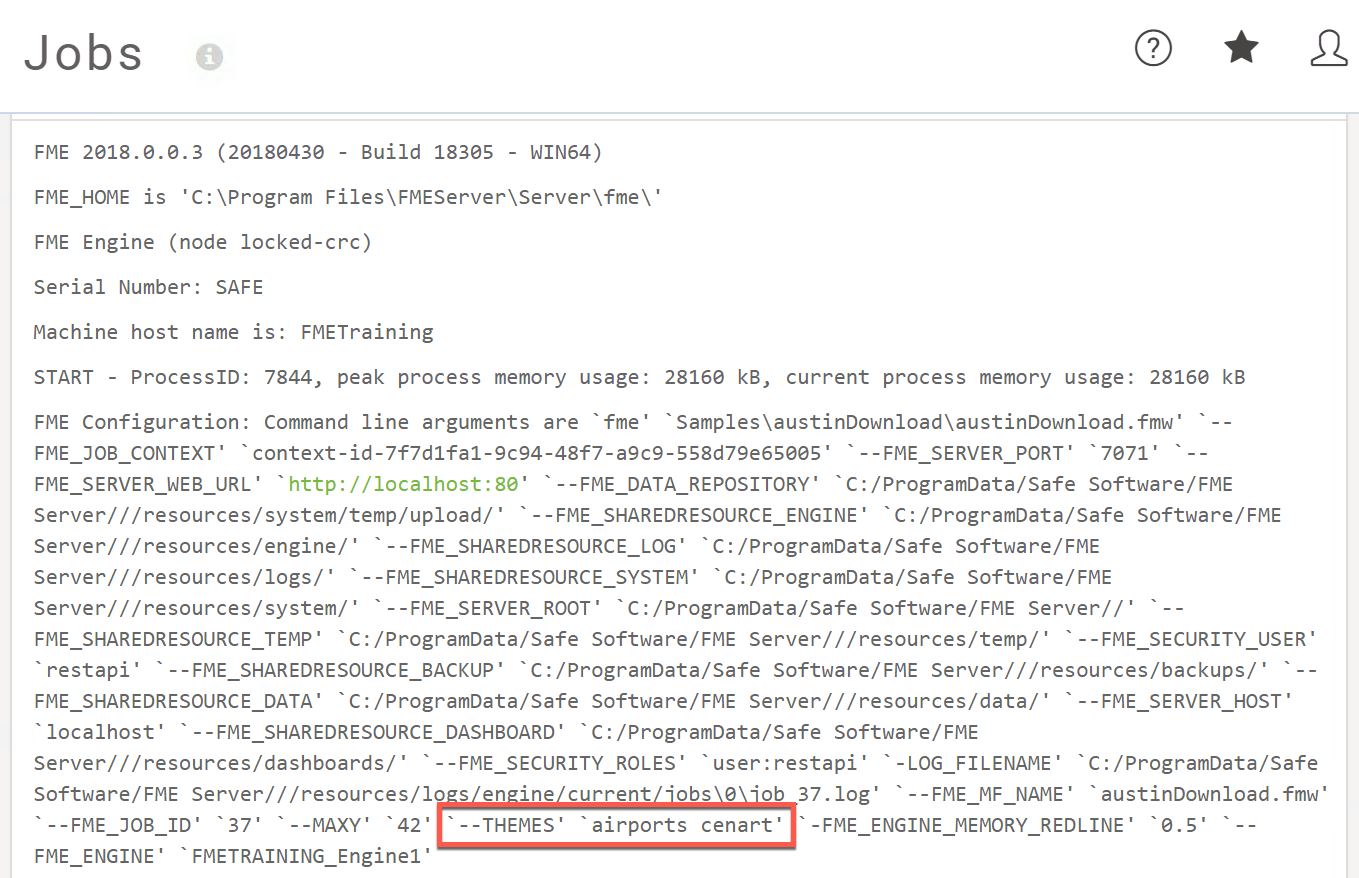 Jobs
FME 2018.0.0.3 (20180430 - Build 18305 - WIN64)
FME_HOME is 'C:\Program Files\FMEServer\Server\fme\'
FME Engine (node locked-crc)
Serial Number: SAFE
Machine host name is: FMETraining
START - ProcessID: 7844, peak process memory usage: 28160 kB, current process memory usage: 28160 kB
FME Configuration: Command line arguments are `fme' `Samples\austinDownload\austinDownload.fmw' `--
FME_JOB_CONTEXT' `context-id-7f7d1fa1-9c94-48f7-a9c9-558d79e65005' `--FME_SERVER_PORT' `7071' `--
FME_SERVER_WEB_URL' `http://localhost:80' `--FME_DATA_REPOSITORY' `C:/ProgramData/Safe Software/FME
Server///resources/system/temp/upload/' `--FME_SHAREDRESOURCE_ENGINE' `C:/ProgramData/Safe Software/FME
Server///resources/engine/' `--FME_SHAREDRESOURCE_LOG' `C:/ProgramData/Safe Software/FME
Server///resources/logs/' `--FME_SHAREDRESOURCE_SYSTEM' `C:/ProgramData/Safe Software/FME
Server///resources/system/' `--FME_SERVER_ROOT' `C:/ProgramData/Safe Software/FME Server//' `--
FME_SHAREDRESOURCE_TEMP' `C:/ProgramData/Safe Software/FME Server///resources/temp/' `--FME_SECURITY_USER'
`restapi' `--FME_SHAREDRESOURCE_BACKUP' `C:/ProgramData/Safe Software/FME Server///resources/backups/' `--
FME_SHAREDRESOURCE_DATA' `C:/ProgramData/Safe Software/FME Server///resources/data/' `--FME_SERVER_HOST'
`localhost' `--FME_SHAREDRESOURCE_DASHBOARD' `C:/ProgramData/Safe Software/FME
Server///resources/dashboards/' `--FME_SECURITY_ROLES' `user:restapi' `-LOG_FILENAME' `C:/ProgramData/Safe
Software/FME Server///resources/logs/engine/current/jobs\0\job_37.log' `--FME_MF_NAME' `austinDownload.fmw'
`--FME_JOB_ID' `37' `--MAXY' `42' `--THEMES' `airports cenart' `-FME_ENGINE_MEMORY_REDLINE' `0.5' `--
FME_ENGINE' `FMETRAINING_Engine1'